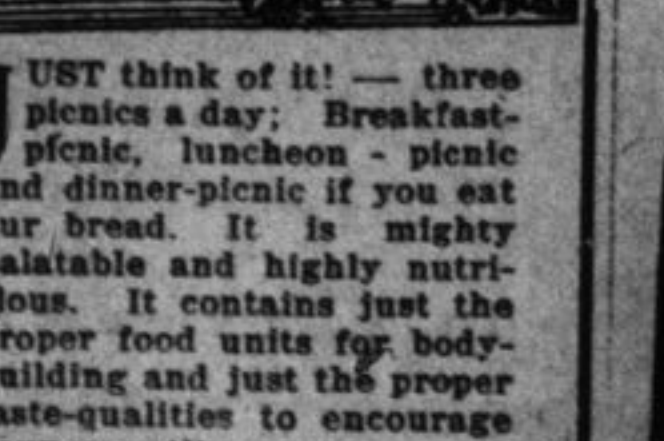 JUST think of it! — three
picnics a day; Breakfast-
picnic, luncheon - picnic
nd dinner-picnic if you eat
ur bread. It is mighty
alatable and highly nutri-
ious. It contains just the
roper food units for body-
uilding and just the proper
aste-qualities to encourage